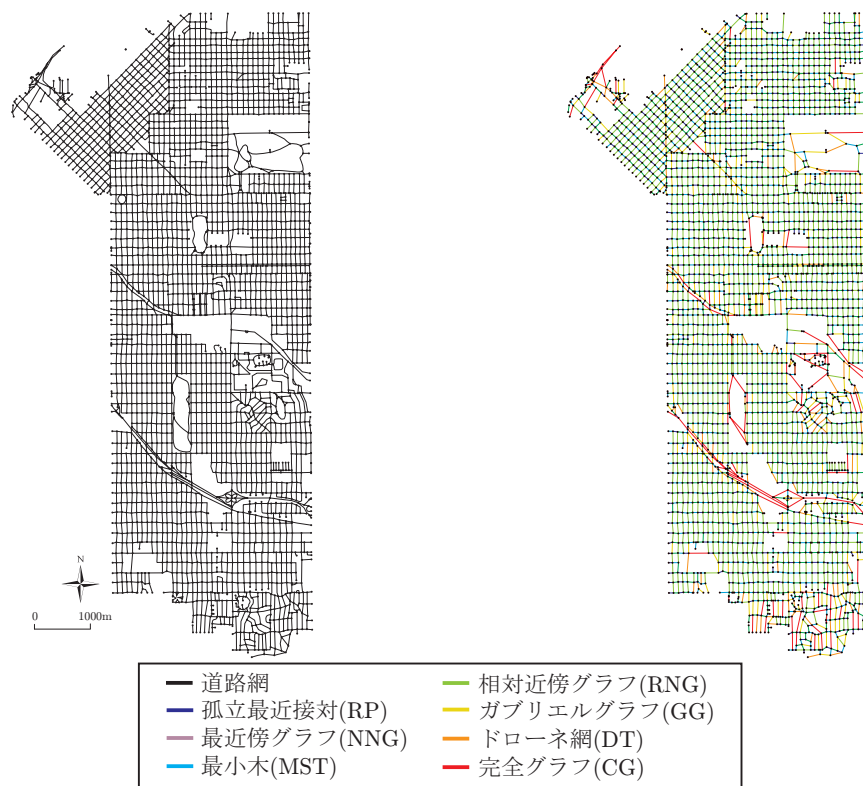 N
0 1000m
道路網
孤立最近接対(RP)
最近傍グラフ(NNG)
最小木(MST)
相対近傍グラフ(RNG)
ガブリエルグラフ(GG)
ドローネ網(DT)
完全グラフ(CG)